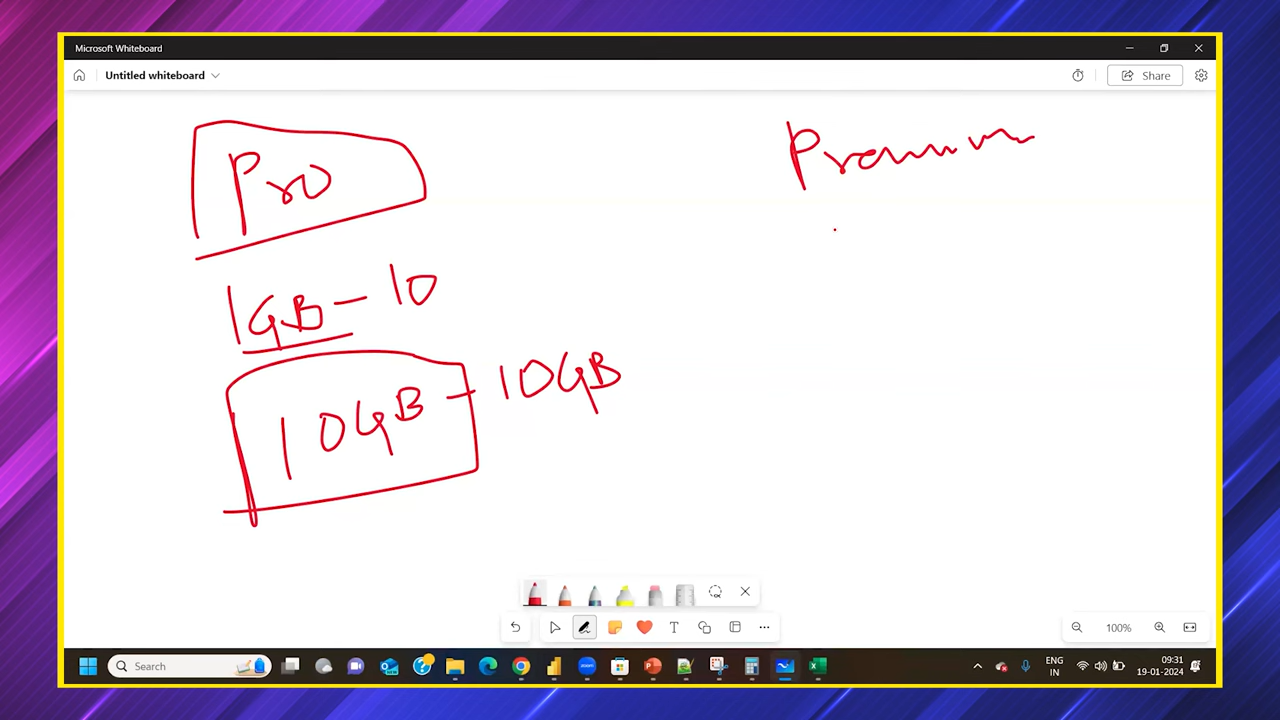 Microsoft Whiteboard
Untitled whiteboard
Share
Pro
1GB - 10
10GB - 10GB
100%
Search
ENG
IN
09:31
19-01-2024